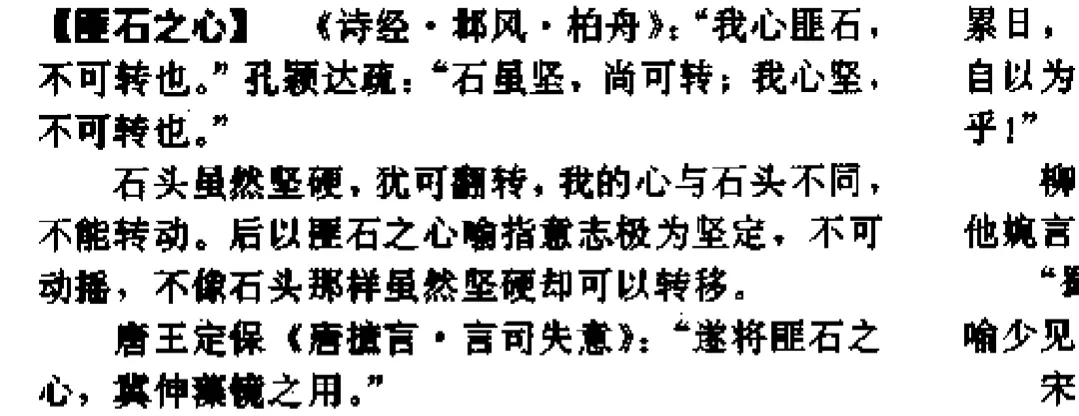 【匪石之心】 《诗经·邶风·柏舟》：“我心匪石，
不可转也。”孔颖达疏：“石虽坚，尚可转；我心坚，
不可转也。”
石头虽然坚硬，犹可翻转，我的心与石头不同，
不能转动。后以匪石之心喻指意志极为坚定，不可
动摇，不像石头那样虽然坚硬却可以转移。
唐王定保《唐摭言·言司失意》：“遂将匪石之
心，冀伸藻镜之用。”
累日，
自以为
乎！”
柳
他婉言
喻少见
宋